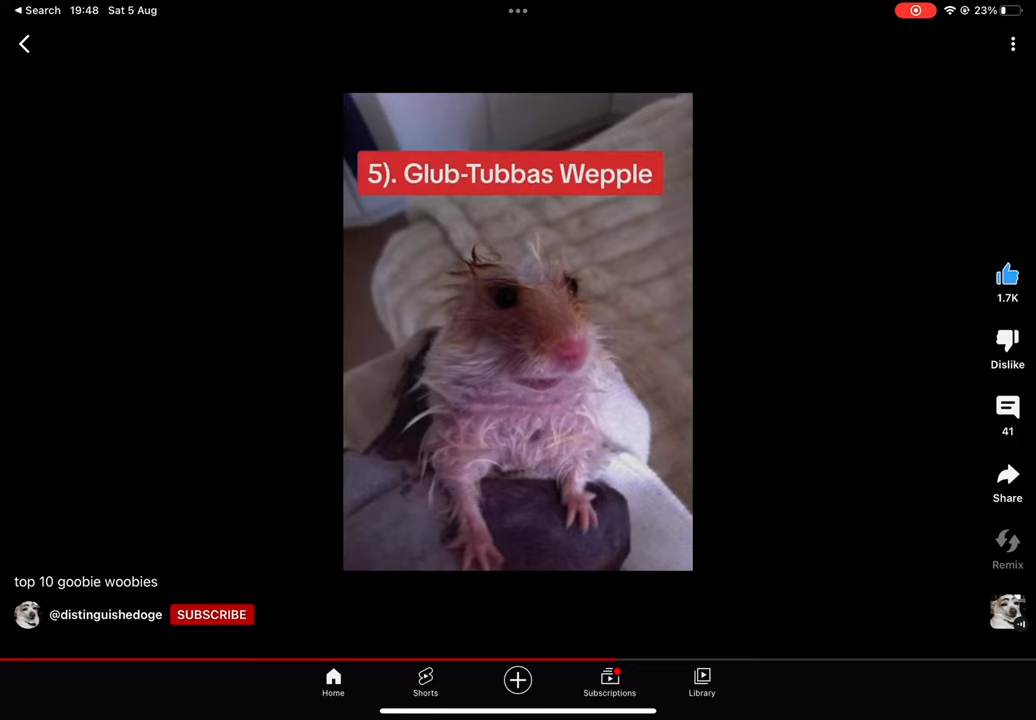 Search 19:48 Sat 5 Aug 23%
5). Glub-Tubbas Wepple
1.7K
Dislike
41
Share
Remix
top 10 goobie woobies
@distinguishedoge SUBSCRIBE
Home Shorts Subscriptions Library